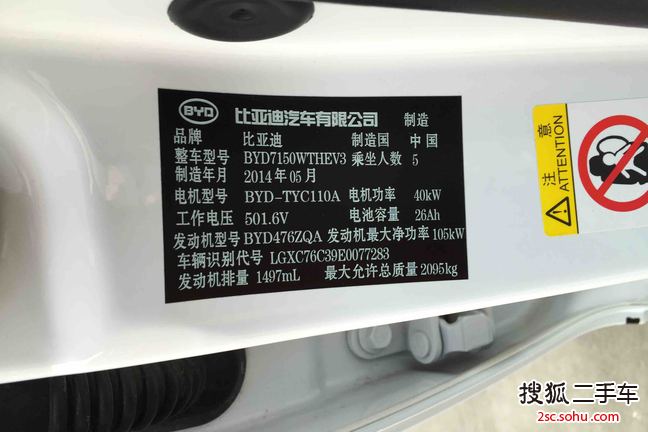 BYD 比亚迪汽车有限公司 制造
品牌 比亚迪 制造国 中国
整车型号 BYD7150WTHEV3 乘坐人数 5
制造年月 2014年05月
电机型号 BYD-TYC110A 电机功率 40kW
工作电压 501.6V 电池容量 26Ah
发动机型号 BYD476ZQA 发动机最大净功率 105kW
车辆识别代号 LGXC76C39E0077283
发动机排量 1497mL 最大允许总质量 2095kg
注意
ATTENTION
搜狐二手车
2sc.sohu.com